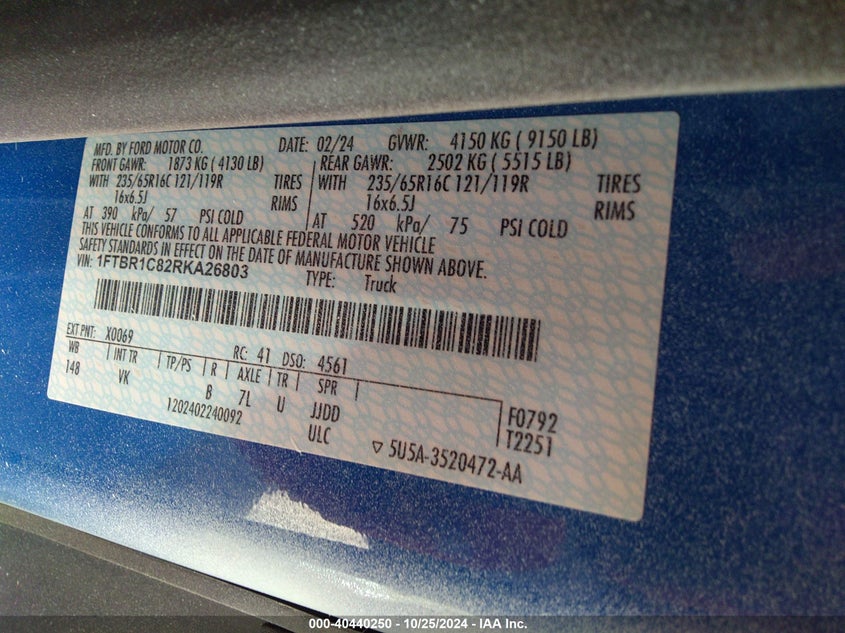 MFD. BY FORD MOTOR CO. DATE: 02/24 GVWR: 4150 KG ( 9150 LB)
FRONT GAWR: 1873 KG ( 4130 LB) REAR GAWR: 2502 KG ( 5515 LB)
WITH 235/65R16C 121/119R TIRES WITH 235/65R16C 121/119R TIRES
16x6.5J RIMS 16x6.5J RIMS
AT 390 kPa/ 57 PSI COLD AT 520 kPa/ 75 PSI COLD
THIS VEHICLE CONFORMS TO ALL APPLICABLE FEDERAL MOTOR VEHICLE
SAFETY STANDARDS IN EFFECT ON THE DATE OF MANUFACTURE SHOWN ABOVE.
VIN: 1FTBR1C82RKA26803 TYPE: Truck
EXT PNT: X0069 RC: 41 DSO: 4561
WB INT TR TP/PS R AXLE TR SPR
148 VK B 7L U JJDD F0792
1202402240092 ULC T2251
5U5A-3520472-AA
000-40440250 - 10/25/2024 - IAA Inc.